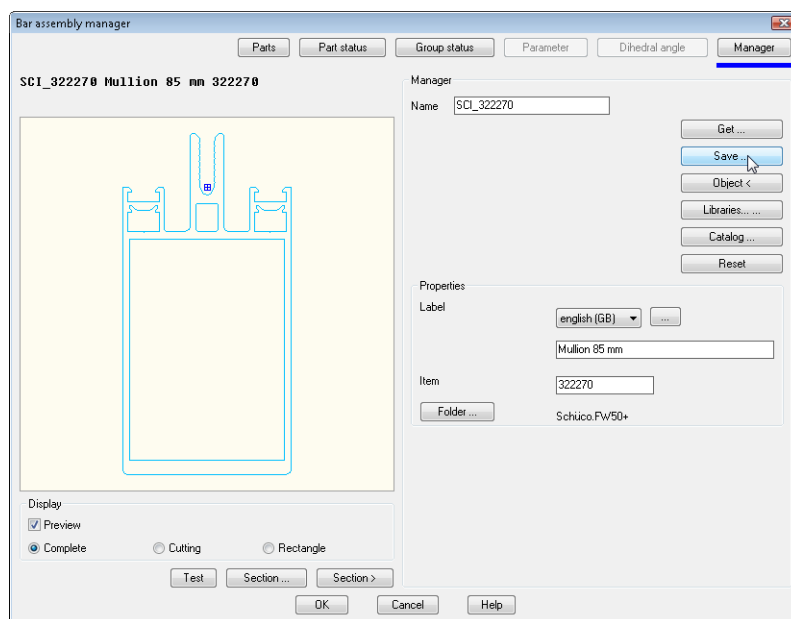 Bar assembly manager
Parts Part status Group status Parameter Dihedral angle Manager
SCI_322270 Mullion 85 mm 322270
Manager
Name SCI_322270
Get ...
Save ...
Object <
Libraries... ...
Catalog ...
Reset
Properties
Label english (GB) ...
Mullion 85 mm
Item 322270
Folder ... Schüco.FW50+
Display
Preview
Complete Cutting Rectangle
Test Section ... Section >
OK Cancel Help